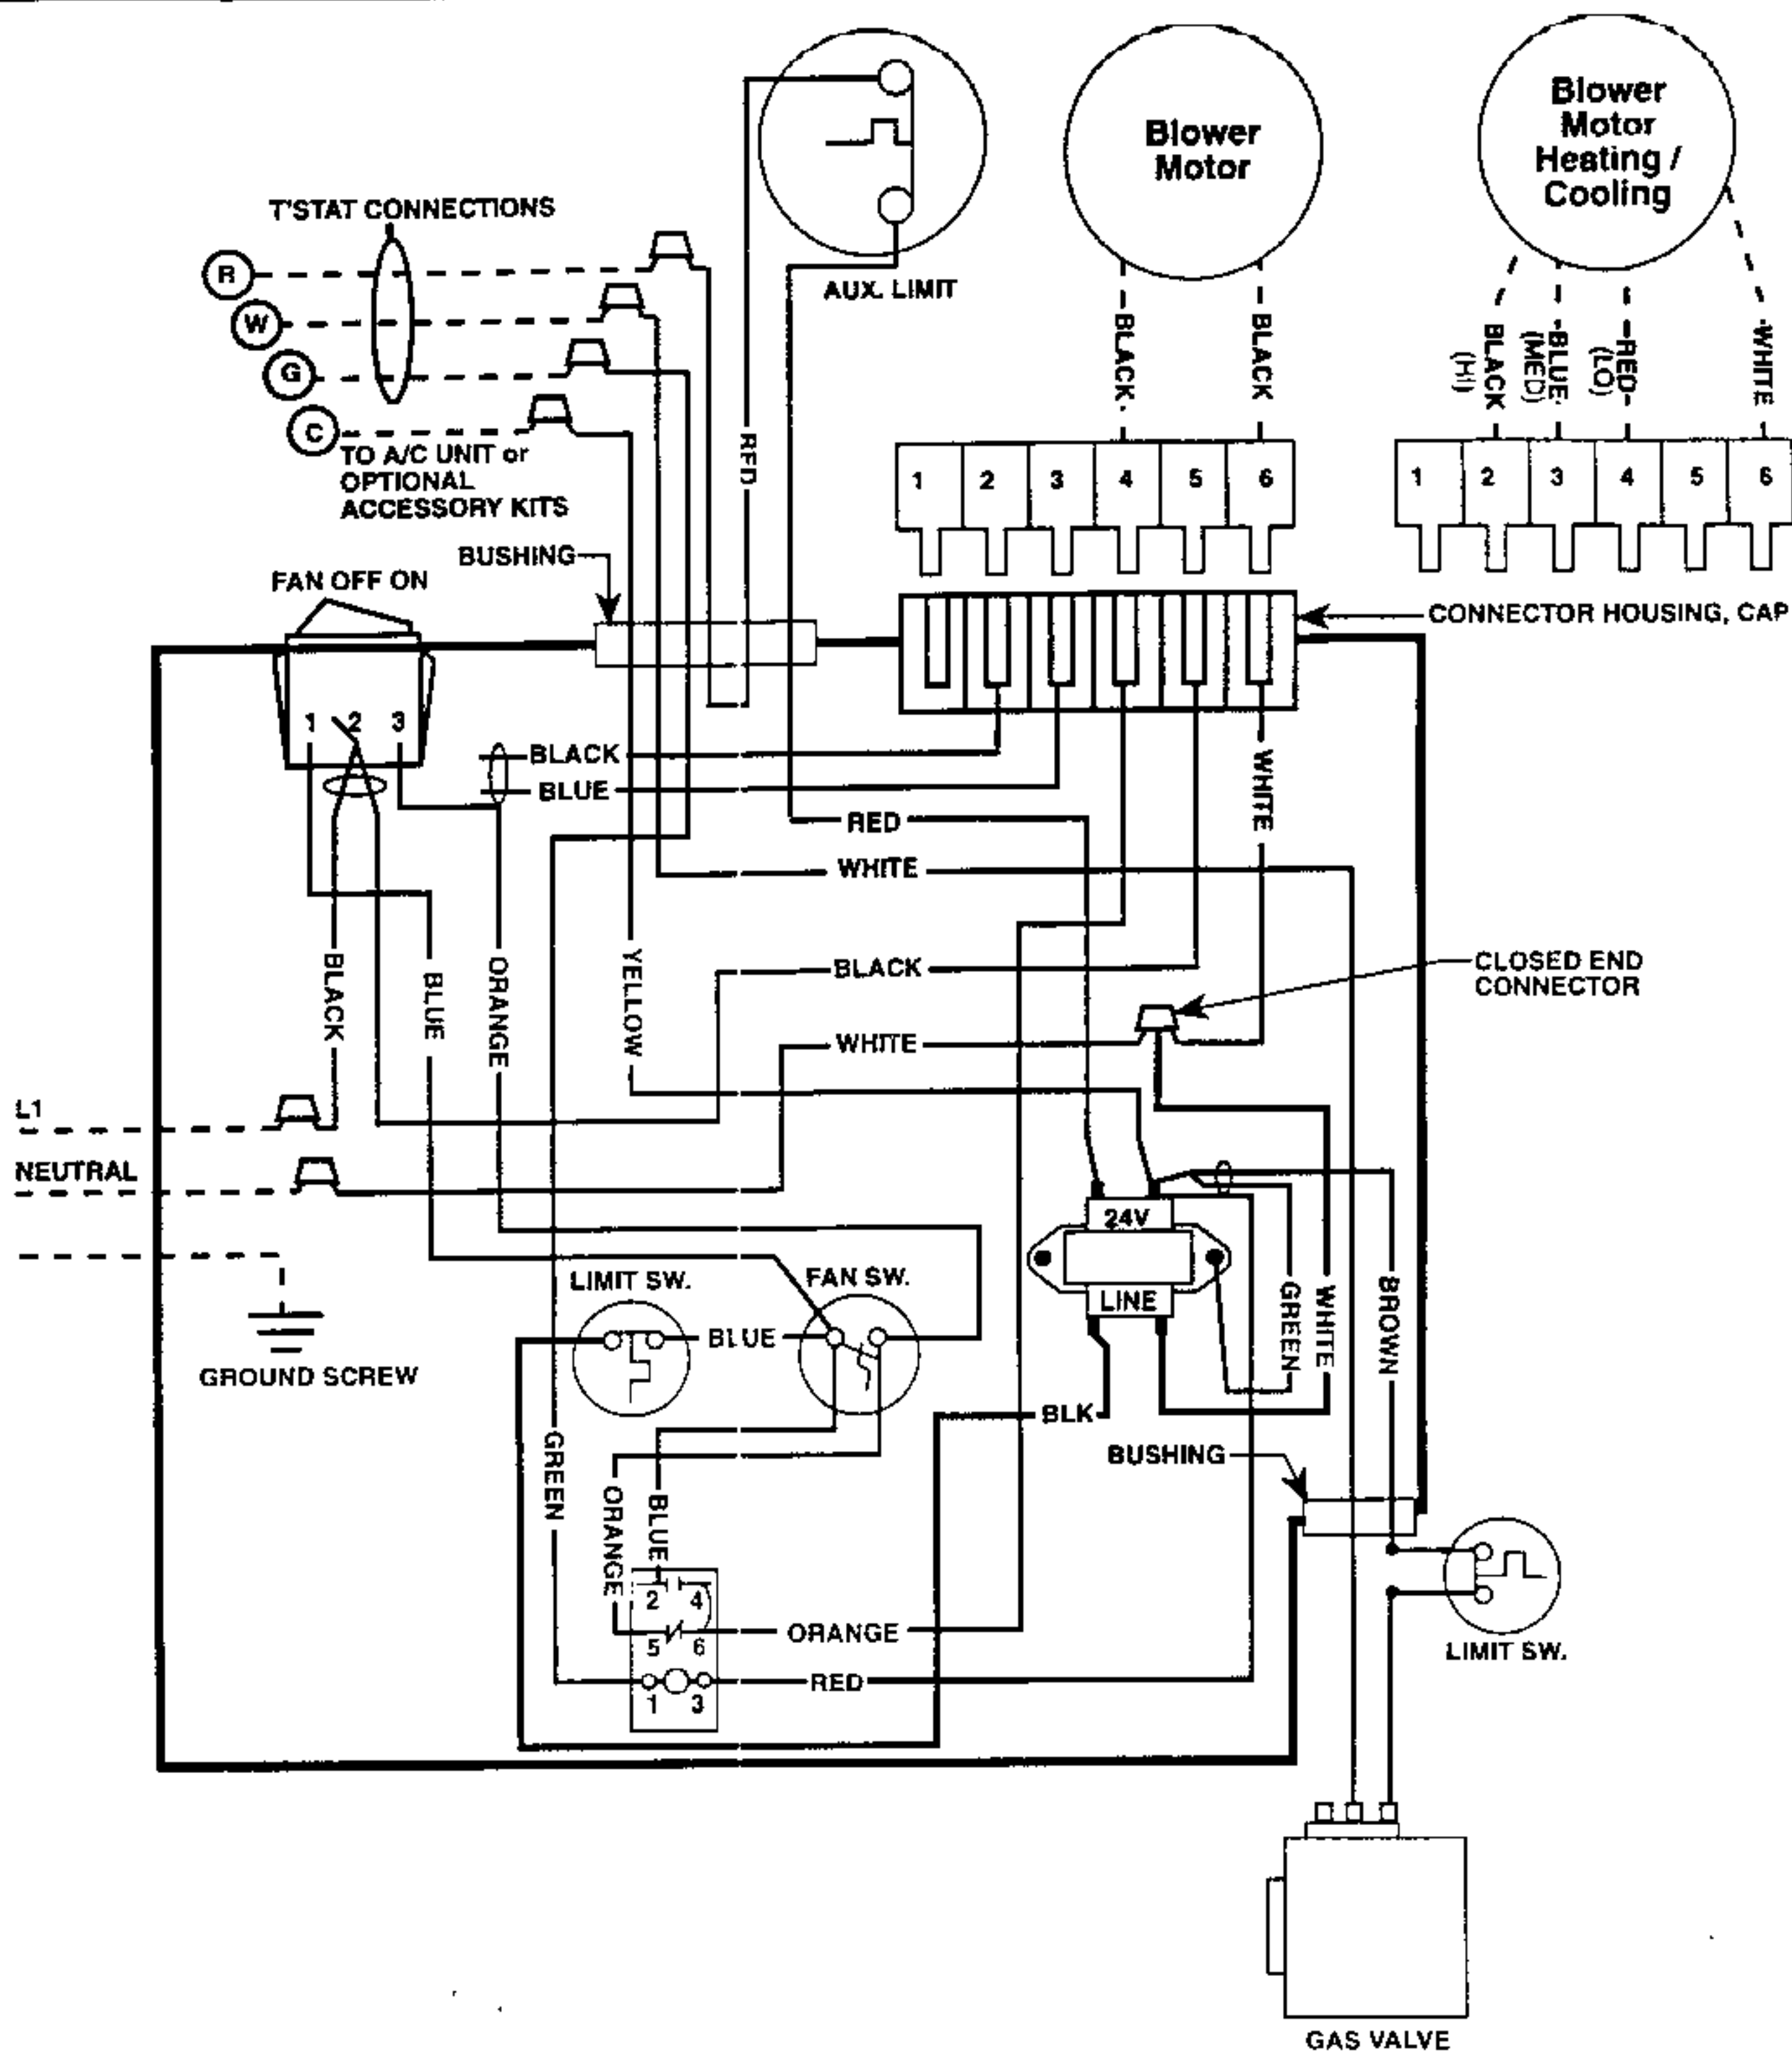 Blower
Motor
Heating /
Cooling
Blower
Motor
T'STAT CONNECTIONS
R
W
G
C
AUX. LIMIT
TO A/C UNIT or
OPTIONAL
ACCESSORY KITS
BLACK
BLACK
BLACK
(HI)
BLUE
(MED)
RED
(LO)
WHITE
RED
1 2 3 4 5 6
1 2 3 4 5 6
BUSHING
FAN OFF ON
CONNECTOR HOUSING, CAP
1 2 3
BLACK
BLUE
WHITE
RED
WHITE
BLACK
BLUE
ORANGE
YELLOW
BLACK
CLOSED END
CONNECTOR
WHITE
L1
NEUTRAL
24V
LIMIT SW.
FAN SW.
LINE
GREEN
WHITE
BROWN
BLUE
GROUND SCREW
BLK
BUSHING
GREEN
ORANGE
BLUE
2 4
5 6
ORANGE
1 3
RED
LIMIT SW.
GAS VALVE